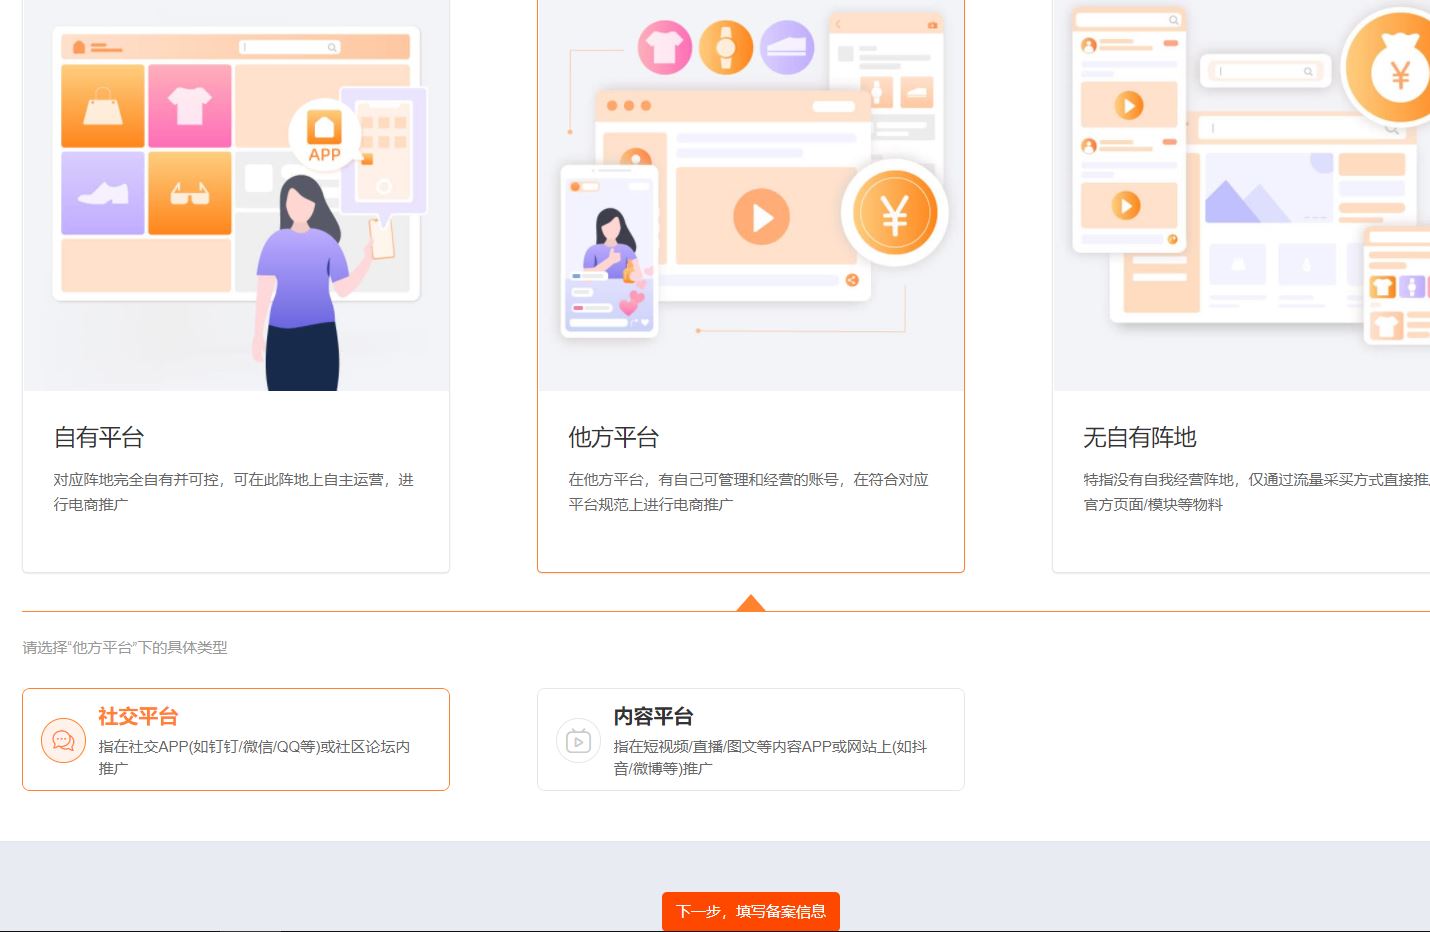 APP
自有平台
对应阵地完全自有并可控，可在此阵地上自主运营，进
行电商推广
他方平台
在他方平台，有自己可管理和经营的账号，在符合对应
平台规范上进行电商推广
无自有阵地
特指没有自我经营阵地，仅通过流量采买方式直接推
官方页面/模块等物料
请选择“他方平台”下的具体类型
社交平台
指在社交APP(如钉钉/微信/QQ等)或社区论坛内
推广
内容平台
指在短视频/直播/图文等内容APP或网站上(如抖
音/微博等)推广
下一步，填写备案信息